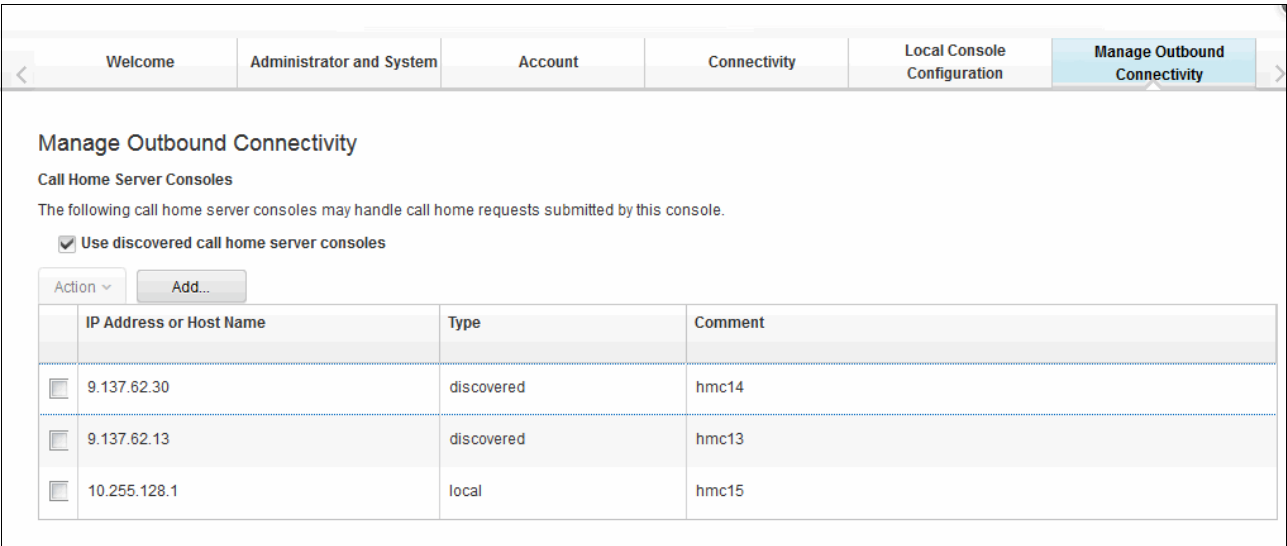 Welcome
Administrator and System
Account
Connectivity
Local Console
Configuration
Manage Outbound
Connectivity
Manage Outbound Connectivity
Call Home Server Consoles
The following call home server consoles may handle call home requests submitted by this console.
Use discovered call home server consoles
Action Add...
IP Address or Host Name Type Comment
9.137.62.30 discovered hmc14
9.137.62.13 discovered hmc13
10.255.128.1 local hmc15